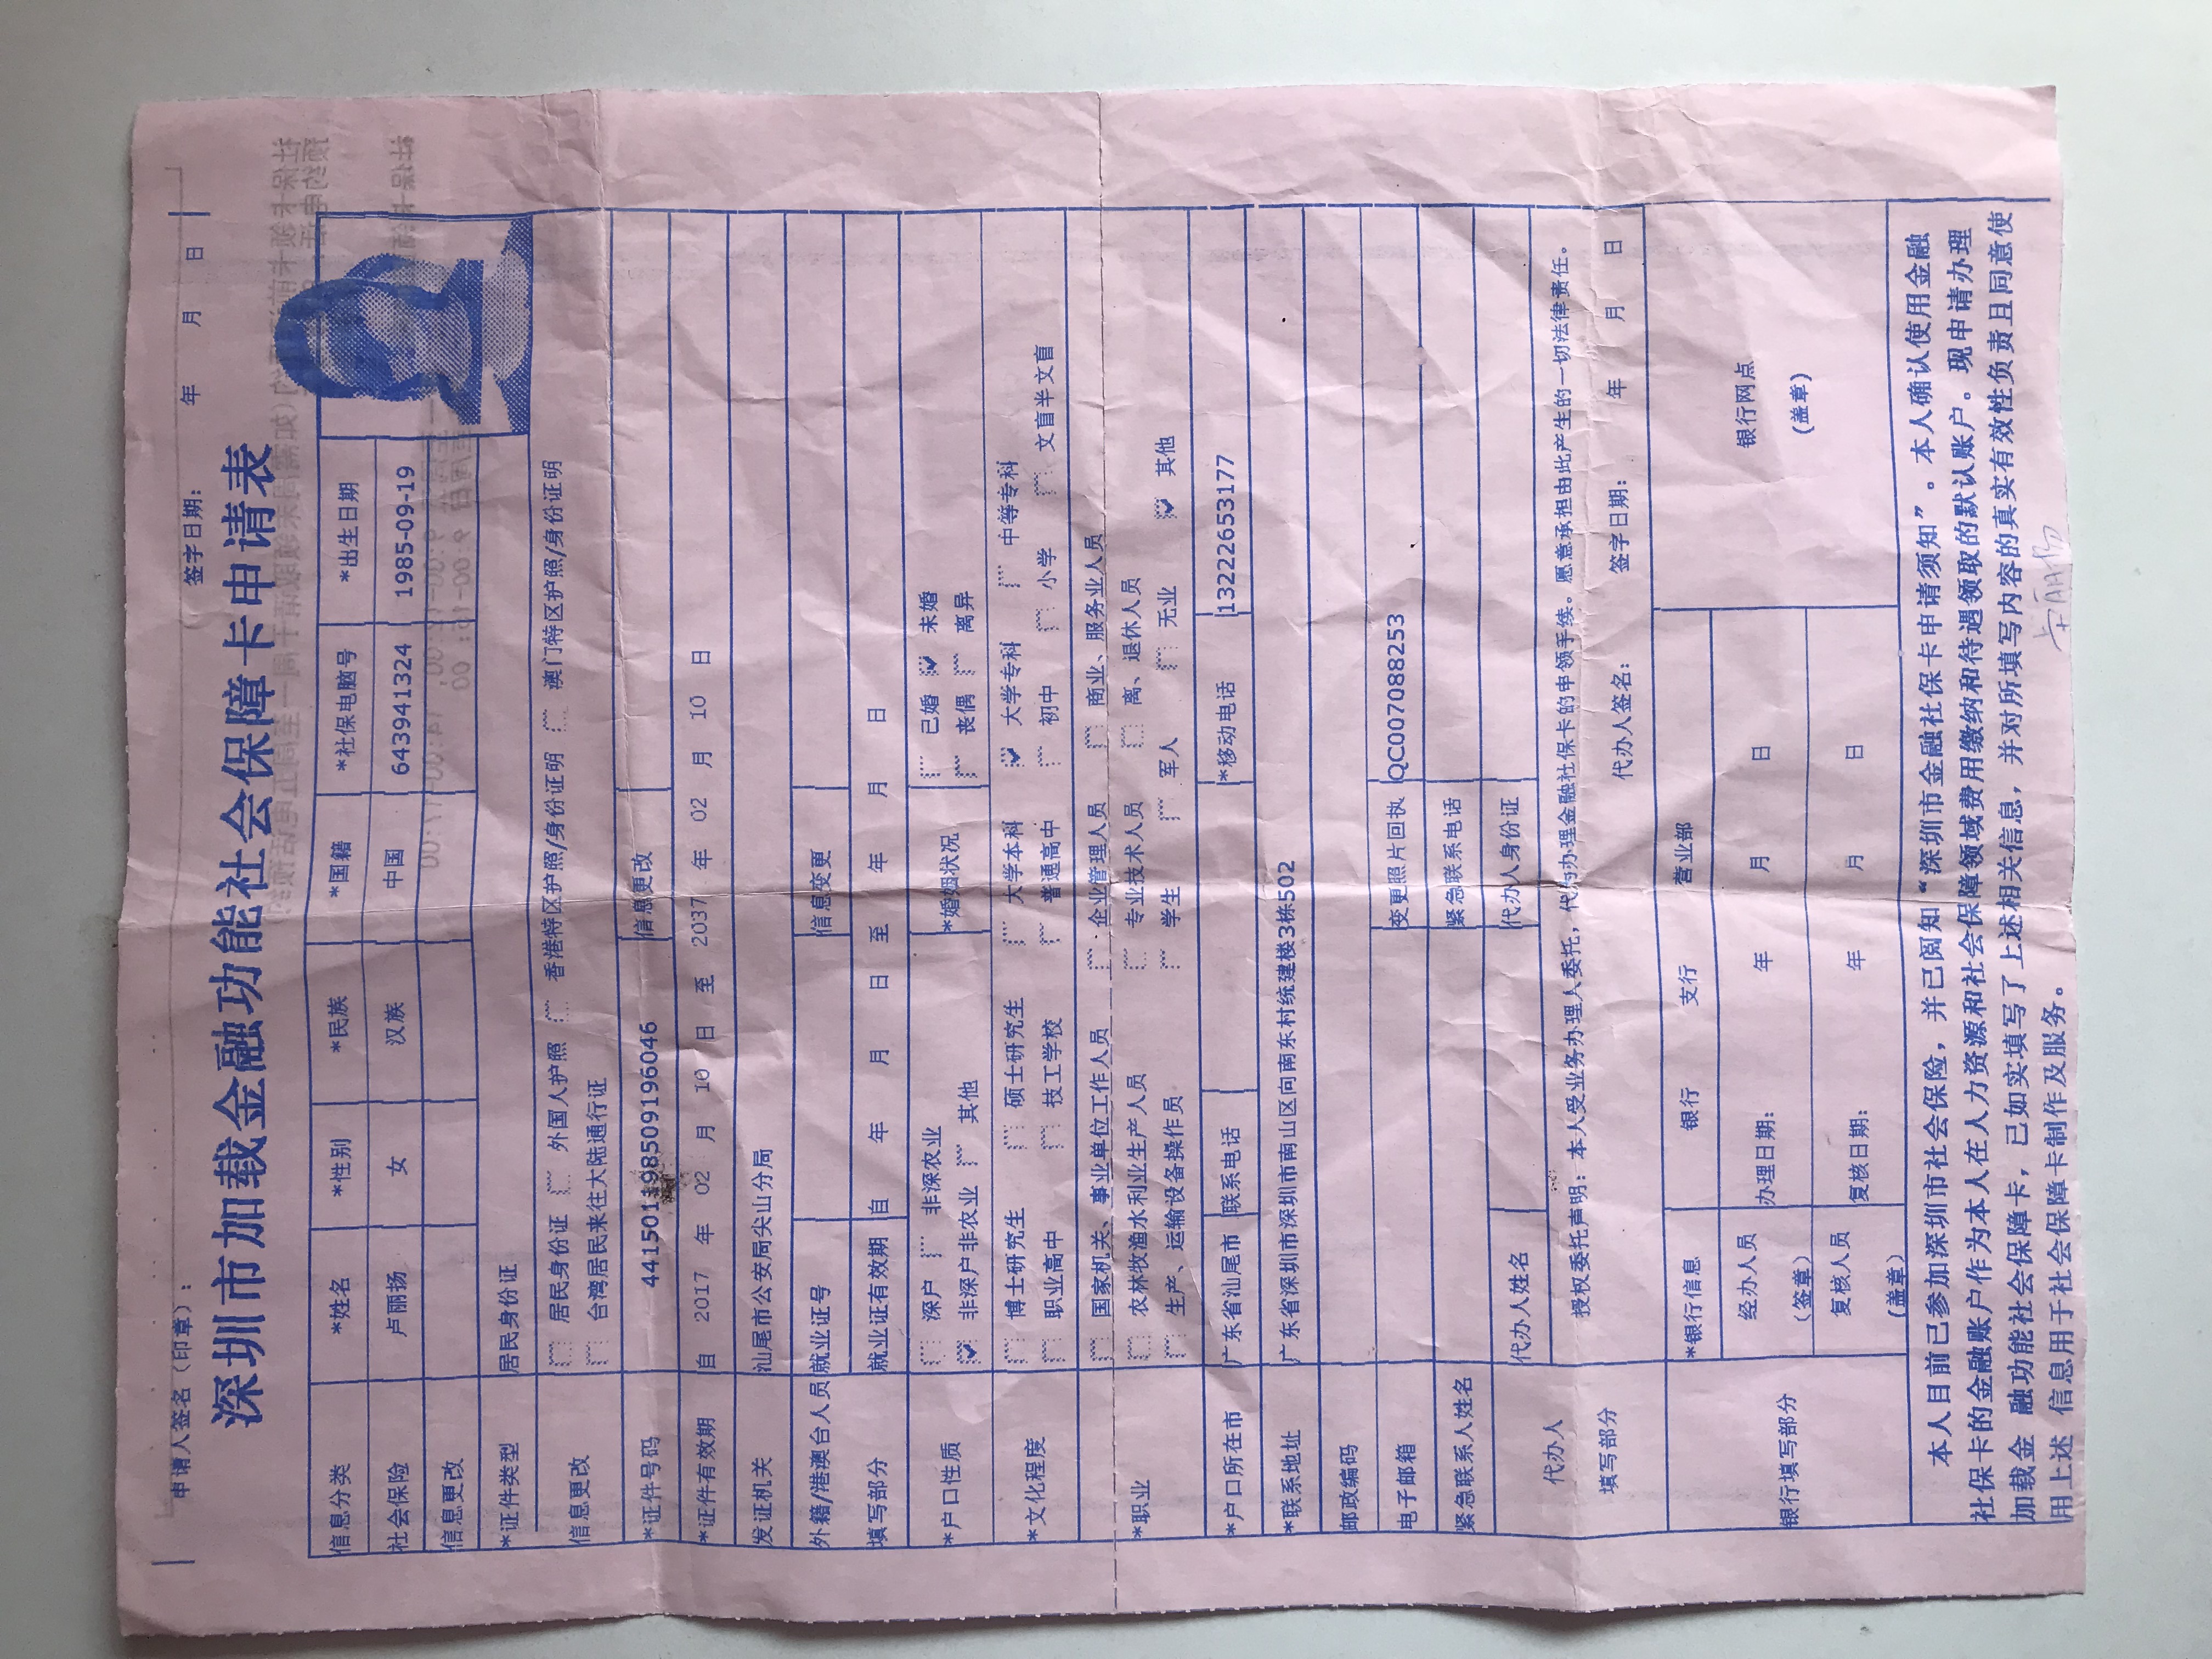 申请人签名（印章）： 签字日期： 年 月 日
深圳市加载金融功能社会保障卡申请表
信息分类 *姓名 *性别 *民族 *国籍 *社保电脑号 *出生日期
社会保险 卢丽扬 女 汉族 中国 643941324 1985-09-19
信息更改
*证件类型 居民身份证
信息更改 居民身份证 外国人护照 香港特区护照/身份证明 澳门特区护照/身份证明
台湾居民来往大陆通行证
*证件号码 441501198509196046 信息更改
*证件有效期 自 2017 年 02 月 10 日 至 2037 年 02 月 10 日
发证机关 汕尾市公安局尖山分局
外籍/港澳台人员 就业证号 信息变更
填写部分 就业证有效期 自 年 月 日 至 年 月 日
*户口性质 深户 非深农业 *婚姻状况 已婚 未婚
非深户非农业 其他 丧偶 离异
*文化程度 博士研究生 硕士研究生 大学本科 大学专科 中等专科
职业高中 技工学校 普通高中 初中 小学 文盲半文盲
国家机关、事业单位工作人员 企业管理人员 商业、服务业人员
*职业 农林牧渔水利业生产人员 专业技术人员 离、退休人员
生产、运输设备操作员 学生 军人 无业 其他
*户口所在市 广东省汕尾市 联系电话 *移动电话 13222653177
*联系地址 广东省深圳市深圳市南山区向南东村统建楼3栋502
邮政编码
电子邮箱 变更照片回执 QC007088253
紧急联系人姓名 紧急联系电话
代办人姓名 代办人身份证
代办人
填写部分
授权委托声明：本人受业务办理人委托，代为办理金融社保卡的申领手续。愿意承担由此产生的一切法律责任。
代办人签名： 签字日期： 年 月 日
*银行信息 银行 支行 营业部
银行填写部分
经办人员
（签章）
办理日期： 年 月 日
复核人员
（盖章）
复核日期： 年 月 日
银行网点
（盖章）
本人目前已参加深圳市社会保险，并已阅知“深圳市金融社保卡申请须知”。本人确认使用金融
社保卡的金融账户作为本人在人力资源和社会保障领域费用缴纳和待遇领取的默认账户。现申请办理
加载金 融功能社会保障卡，已如实填写了上述相关信息，并对所填写内容的真实有效性负责且同意使
用上述 信息用于社会保障卡制作及服务。
卢丽扬